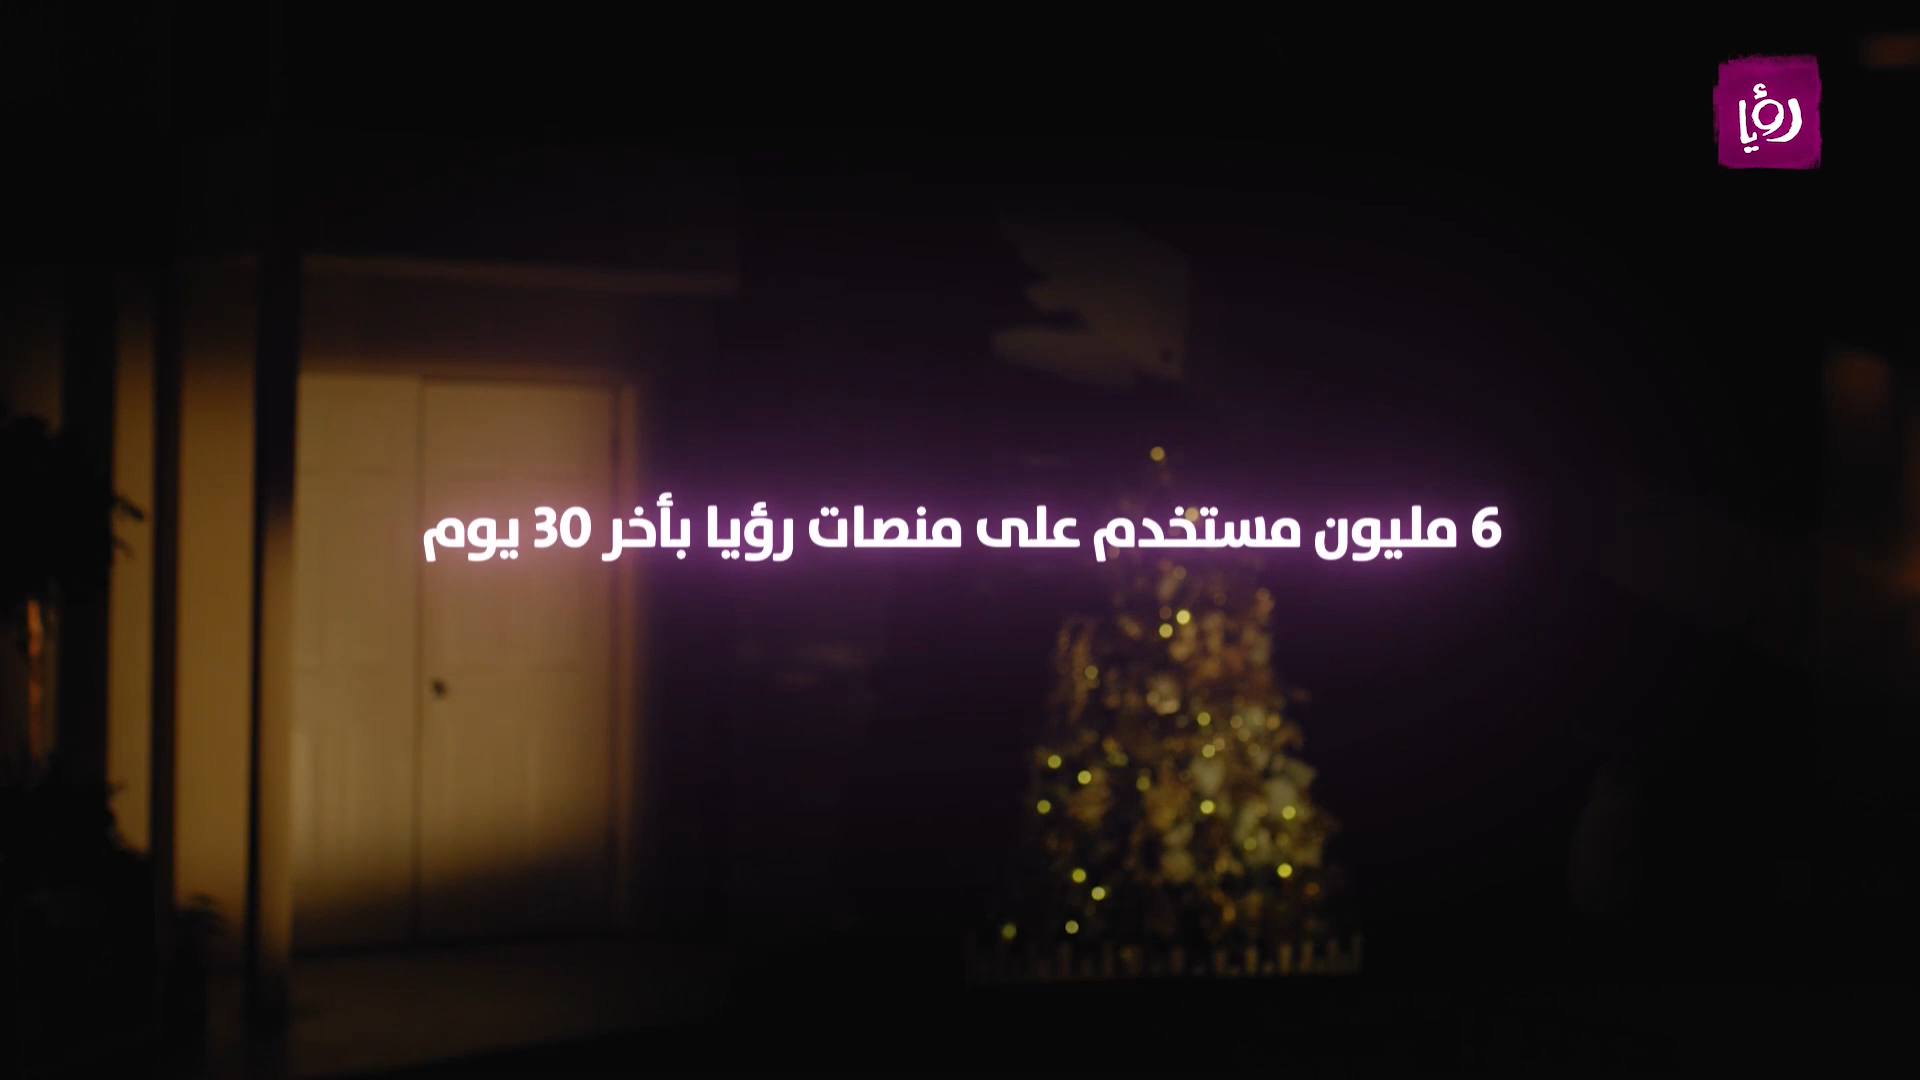 رؤيا
6 مليون مستخدم على منصات رؤيا بأخر 30 يوم